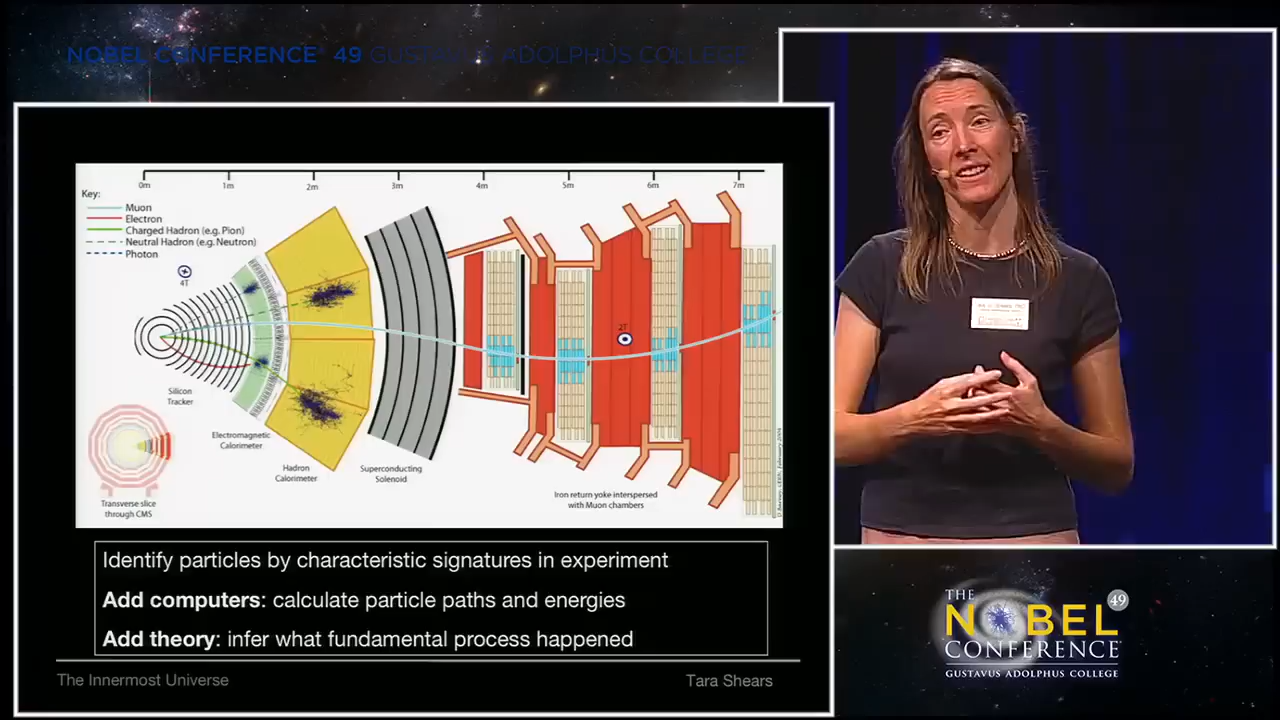 NOBEL CONFERENCE 49 GUSTAVUS ADOLPHUS COLLEGE
0m 1m 2m 3m 4m 5m 6m 7m
Key:
Muon
Electron
Charged Hadron (e.g. Pion)
Neutral Hadron (e.g. Neutron)
Photon
4T
2T
Silicon
Tracker
Electromagnetic
Calorimeter
Hadron
Calorimeter
Superconducting
Solenoid
Iron return yoke interspersed
with Muon chambers
Transverse slice
through CMS
Identify particles by characteristic signatures in experiment
Add computers: calculate particle paths and energies
Add theory: infer what fundamental process happened
The Innermost Universe
Tara Shears
THE
NOBEL 49
CONFERENCE
GUSTAVUS ADOLPHUS COLLEGE